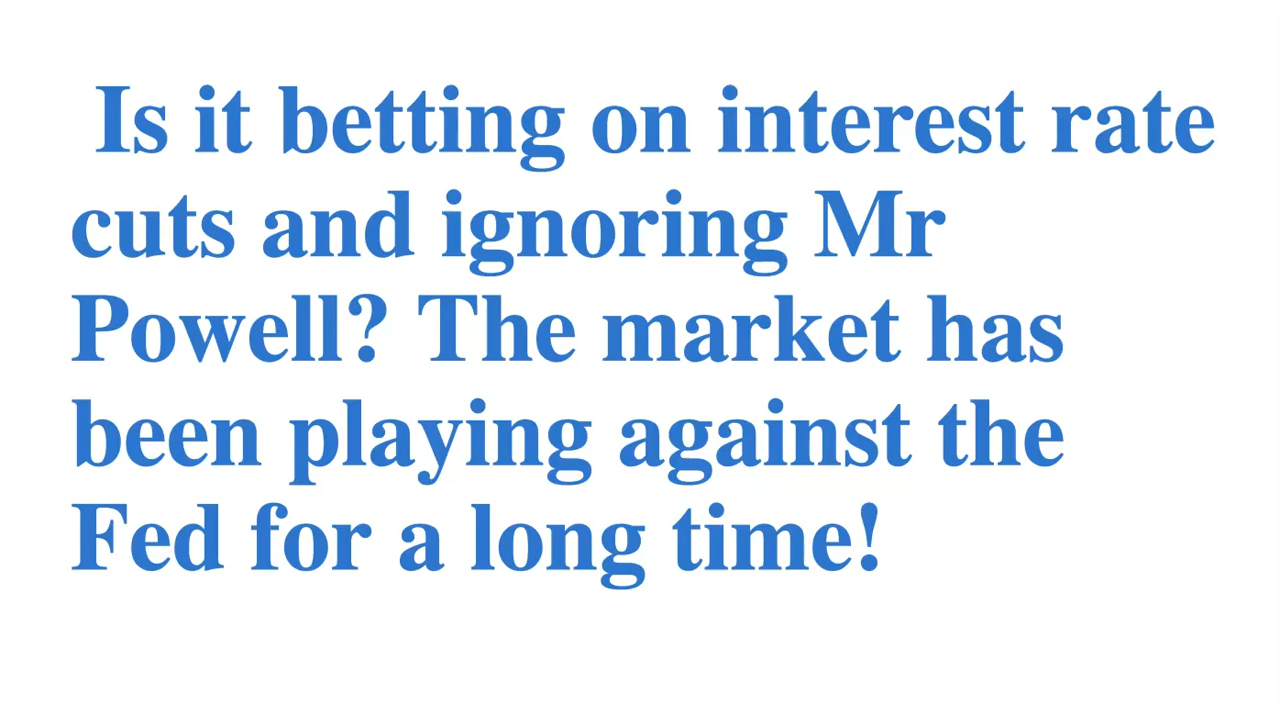 Is it betting on interest rate
cuts and ignoring Mr
Powell? The market has
been playing against the
Fed for a long time!